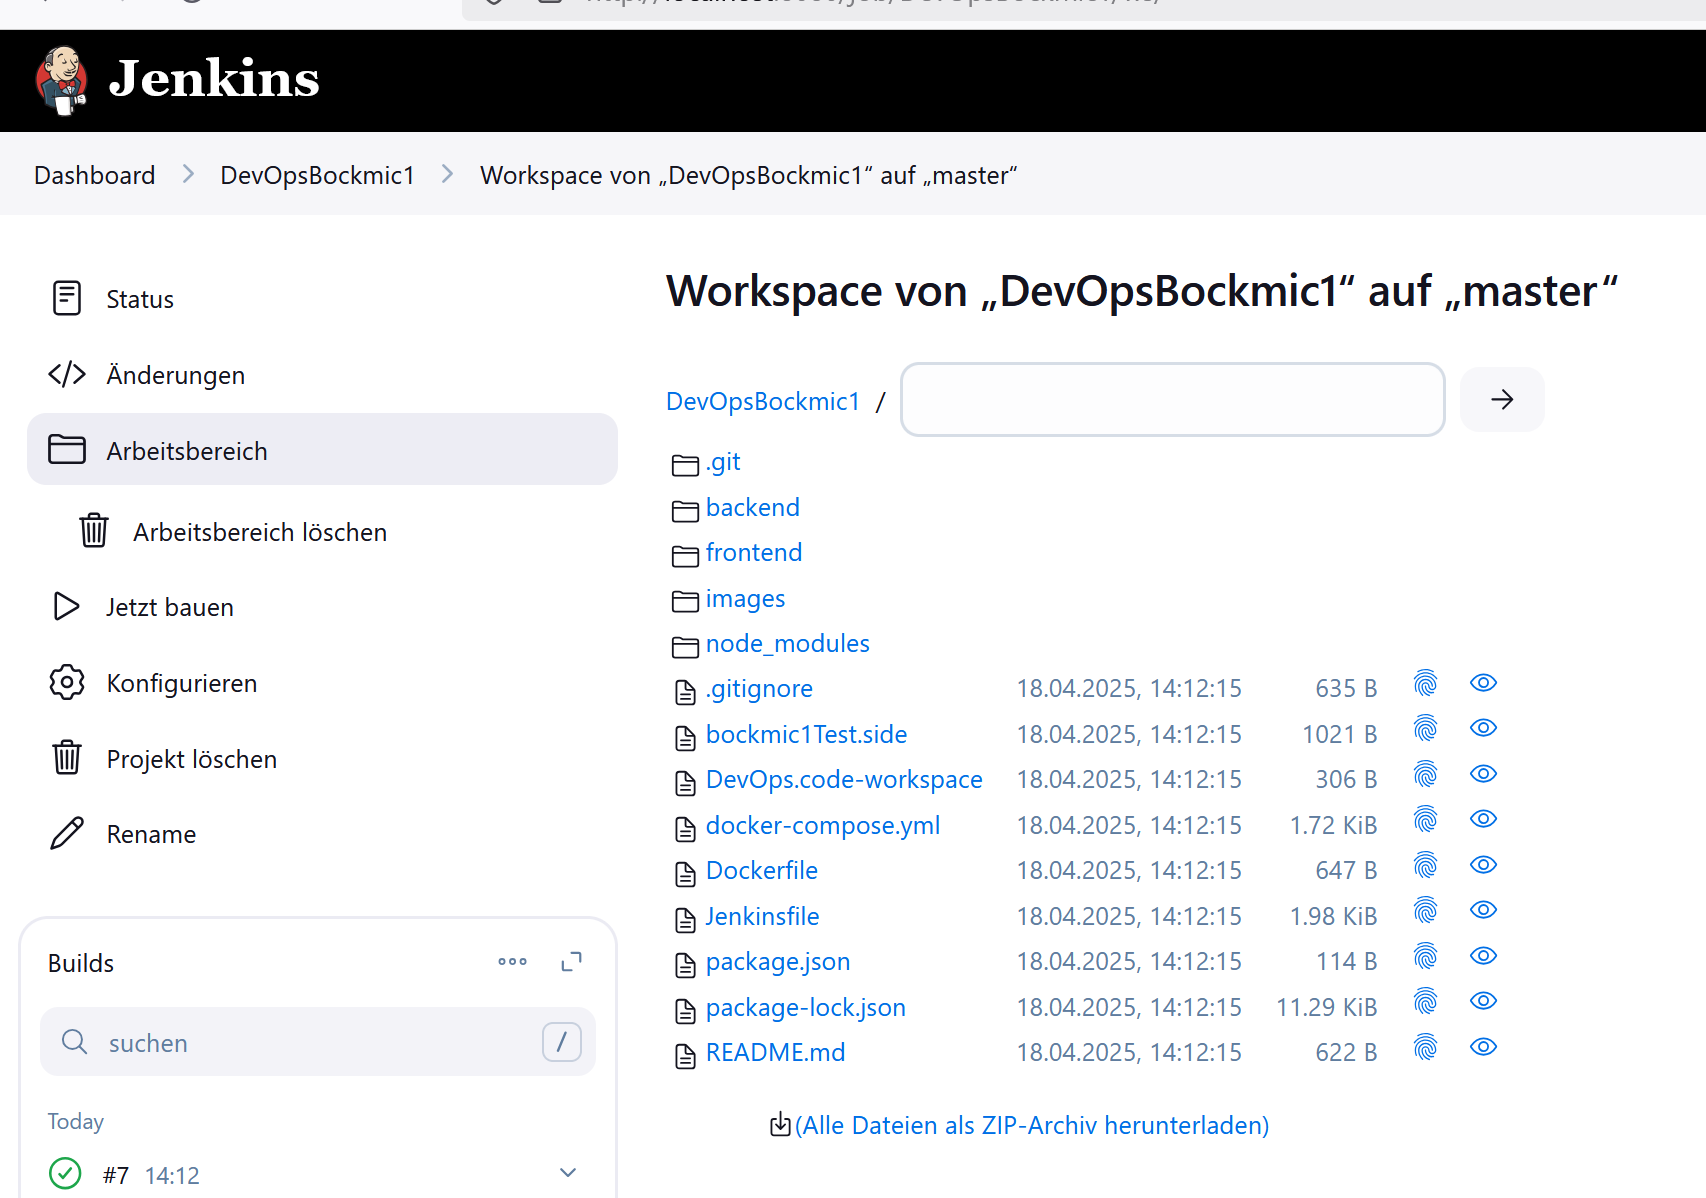 Jenkins
Dashboard
DevOpsBockmic1
Workspace von „DevOpsBockmic1“ auf „master“
Status
Änderungen
Arbeitsbereich
Arbeitsbereich löschen
Jetzt bauen
Konfigurieren
Projekt löschen
Rename
Builds
suchen /
Today
#7 14:12
Workspace von „DevOpsBockmic1“ auf „master“
DevOpsBockmic1 /
.git
backend
frontend
images
node_modules
.gitignore 18.04.2025, 14:12:15 635 B
bockmic1Test.side 18.04.2025, 14:12:15 1021 B
DevOps.code-workspace 18.04.2025, 14:12:15 306 B
docker-compose.yml 18.04.2025, 14:12:15 1.72 KiB
Dockerfile 18.04.2025, 14:12:15 647 B
Jenkinsfile 18.04.2025, 14:12:15 1.98 KiB
package.json 18.04.2025, 14:12:15 114 B
package-lock.json 18.04.2025, 14:12:15 11.29 KiB
README.md 18.04.2025, 14:12:15 622 B
(Alle Dateien als ZIP-Archiv herunterladen)